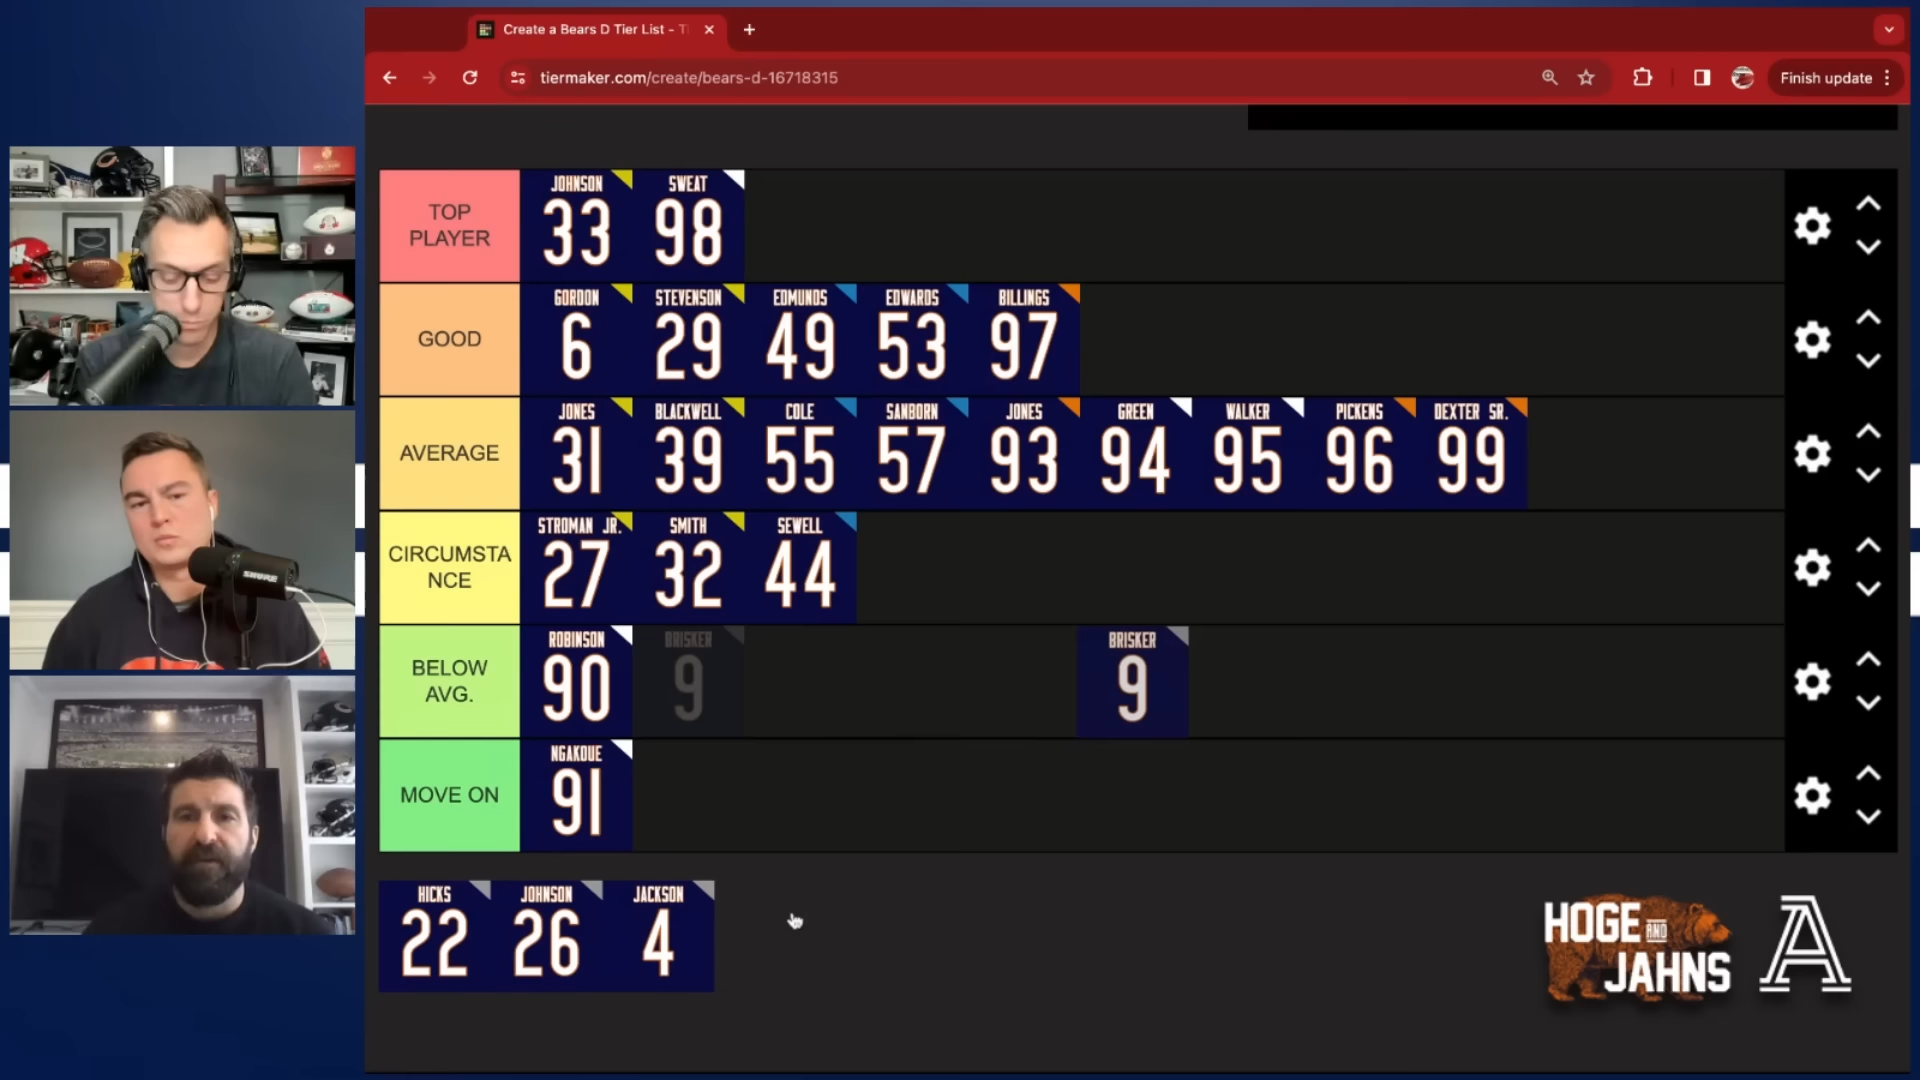 Create a Bears D Tier List - Ti
tiermaker.com/create/bears-d-16718315
Finish update
TOP
PLAYER
JOHNSON
33
SWEAT
98
GOOD
GORDON
6
STEVENSON
29
EDMUNDS
49
EDWARDS
53
BILLINGS
97
AVERAGE
JONES
31
BLACKWELL
39
COLE
55
SANBORN
57
JONES
93
GREEN
94
WALKER
95
PICKENS
96
DEXTER SR.
99
CIRCUMSTA
NCE
STROMAN JR.
27
SMITH
32
SEWELL
44
BELOW
AVG.
ROBINSON
90
BRISKER
9
BRISKER
9
MOVE ON
NGAKOUE
91
HICKS
22
JOHNSON
26
JACKSON
4
SHURE
HOGE AND
JAHNS
A